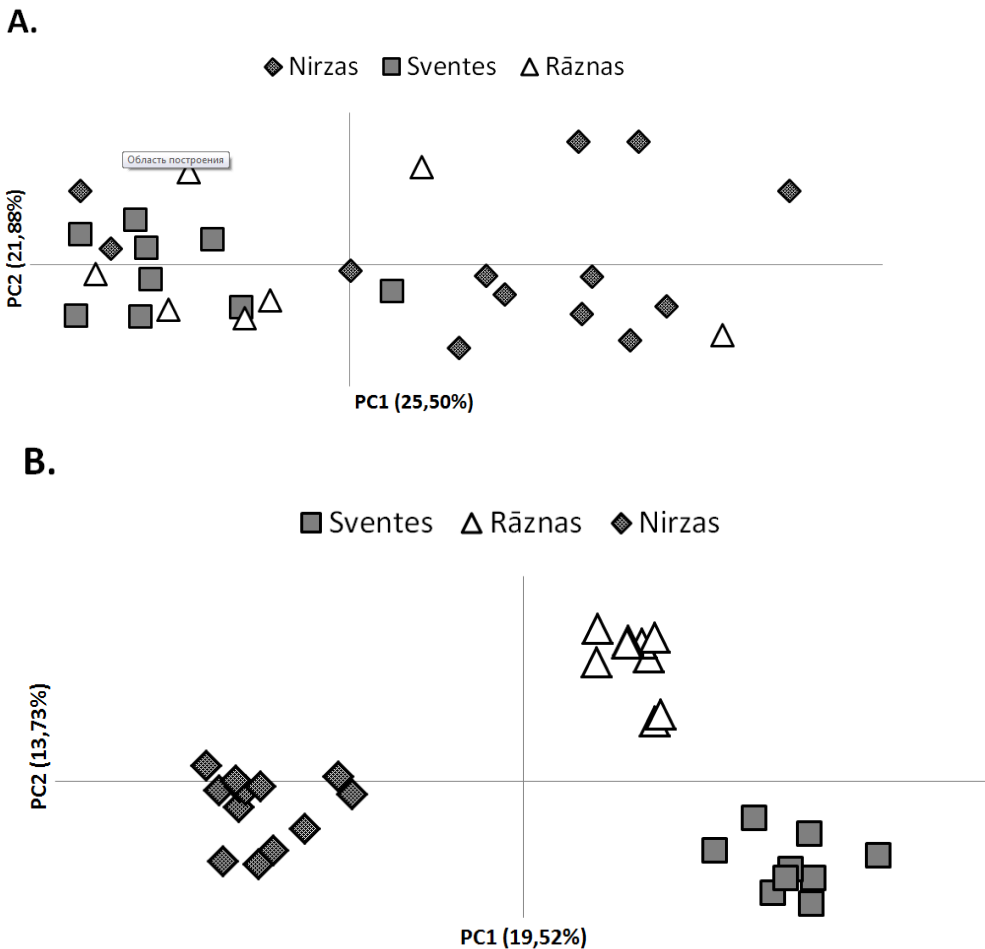 A.
Nirzas Sventes Rāznas
Область построения
PC2 (21,88%)
PC1 (25,50%)
B.
Sventes Rāznas Nirzas
PC2 (13,73%)
PC1 (19,52%)